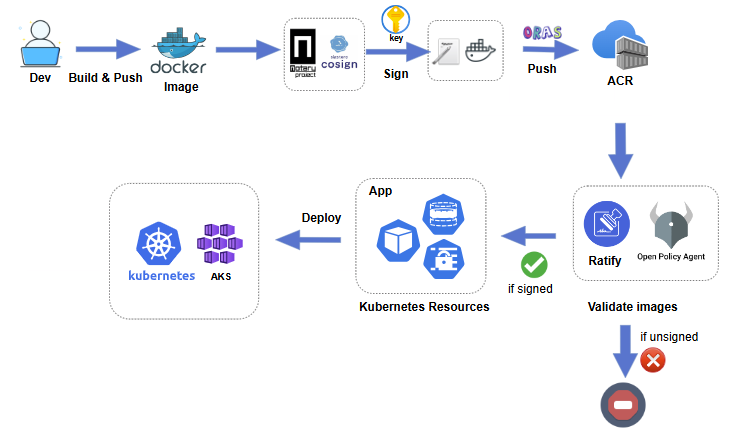 Dev
Build & Push
docker
Image
Notary
project
sigstore
cosign
key
Sign
ORAS
Push
ACR
App
Deploy
kubernetes
AKS
Kubernetes Resources
if signed
Ratify
Open Policy Agent
Validate images
if unsigned